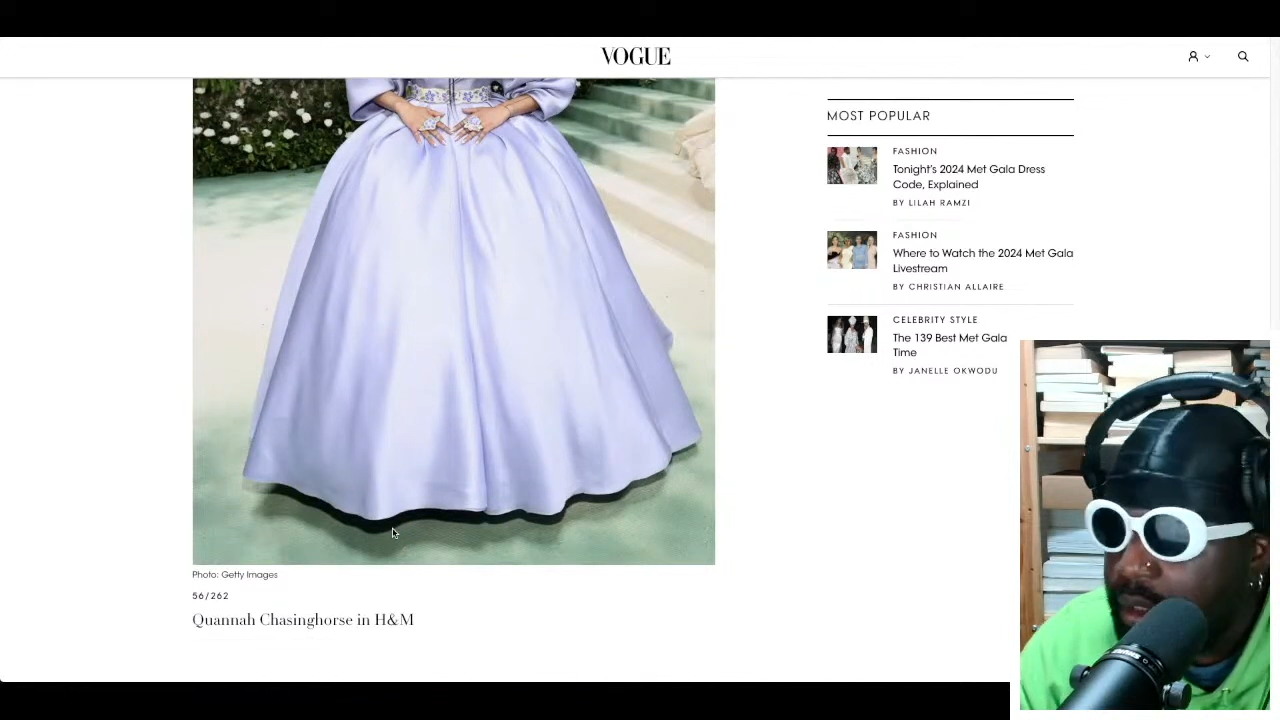 VOGUE
MOST POPULAR
FASHION
Tonight's 2024 Met Gala Dress
Code, Explained
BY LILAH RAMZI
FASHION
Where to Watch the 2024 Met Gala
Livestream
BY CHRISTIAN ALLAIRE
CELEBRITY STYLE
The 139 Best Met Gala
Time
BY JANELLE OKWODU
Photo: Getty Images
56/262
Quannah Chasinghorse in H&M